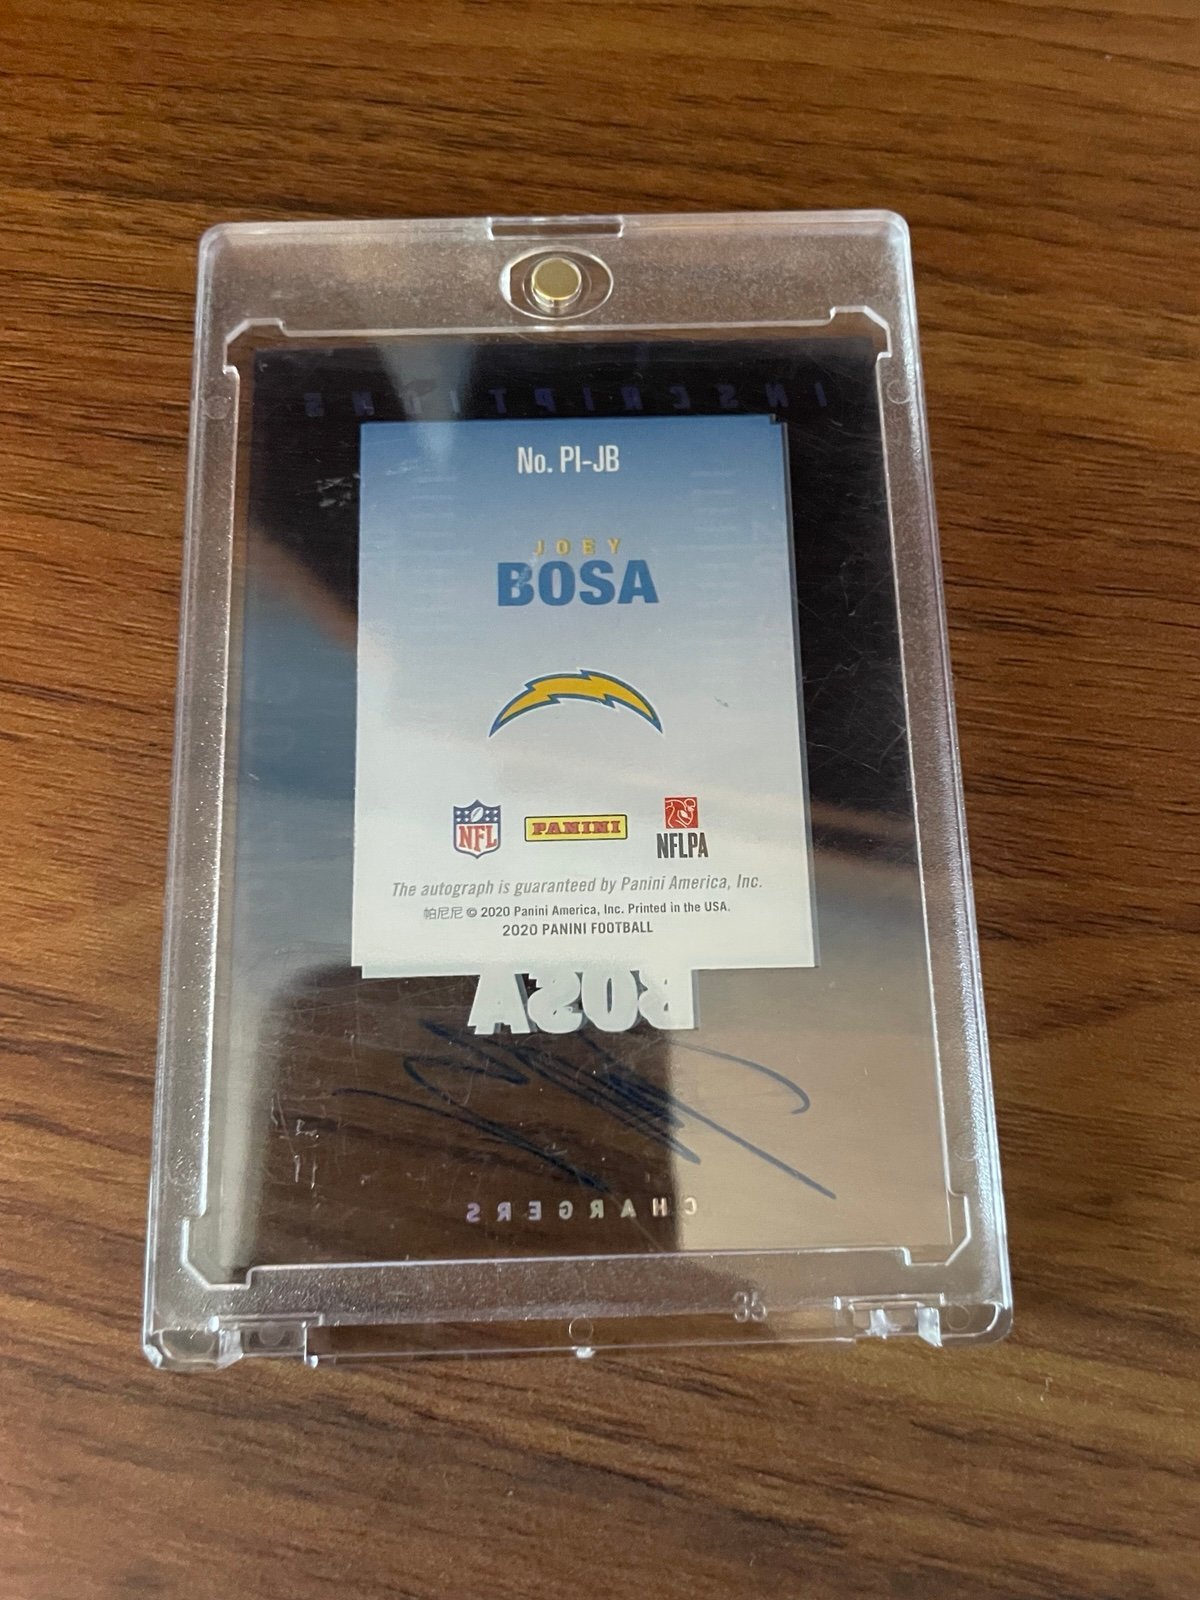 INSCRIPTIONS
No. PI-JB
JOEY
BOSA
NFL
PANINI
NFLPA
The autograph is guaranteed by Panini America, Inc.
帕尼尼 © 2020 Panini America, Inc. Printed in the USA.
2020 PANINI FOOTBALL
BOSA
CHARGERS
35